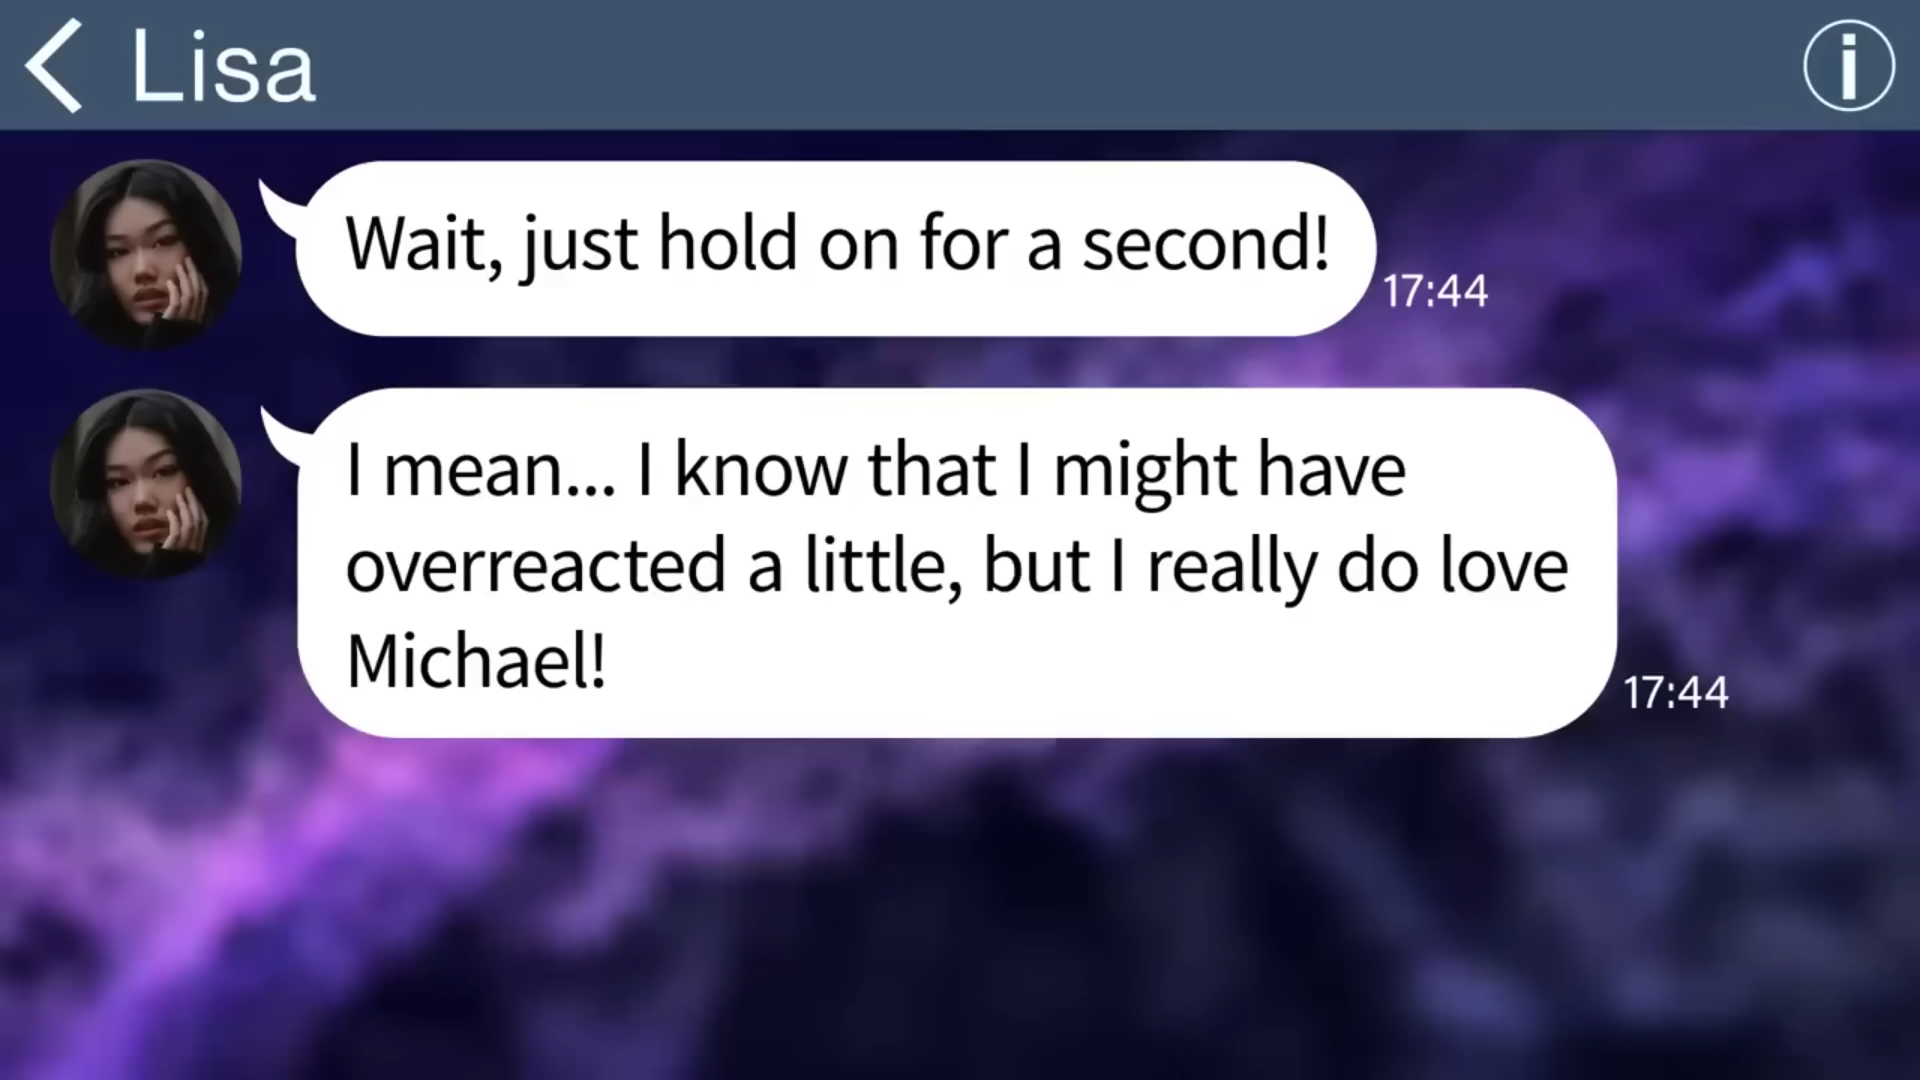 Lisa
Wait, just hold on for a second!
17:44
I mean... I know that I might have
overreacted a little, but I really do love
Michael!
17:44